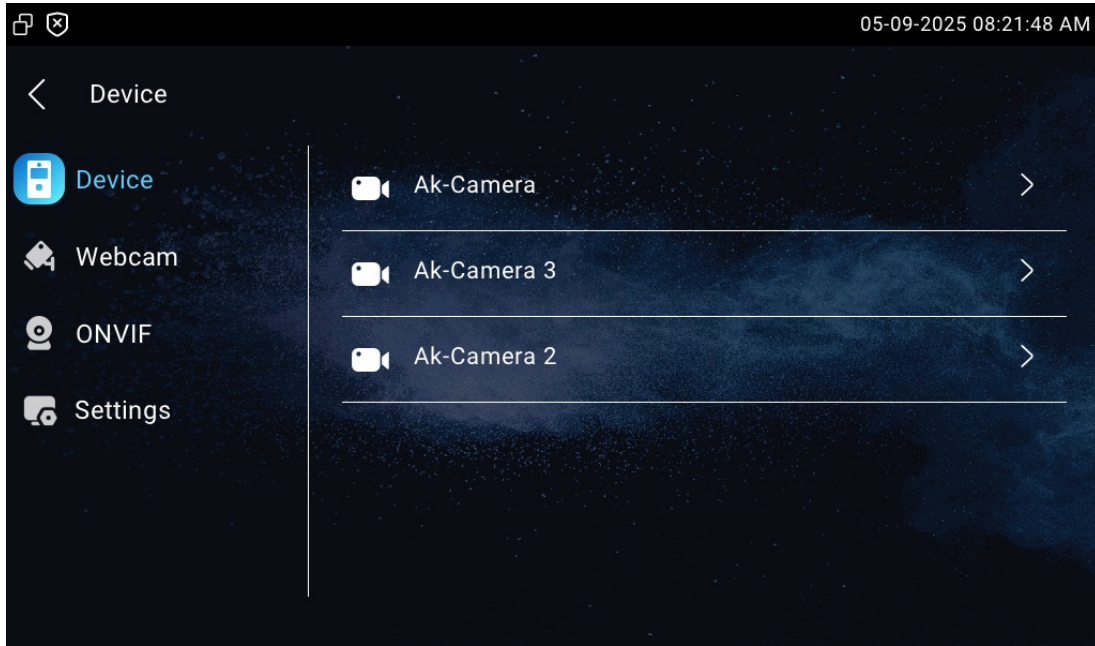 05-09-2025 08:21:48 AM
Device
Device
Webcam
ONVIF
Settings
Ak-Camera
Ak-Camera 3
Ak-Camera 2